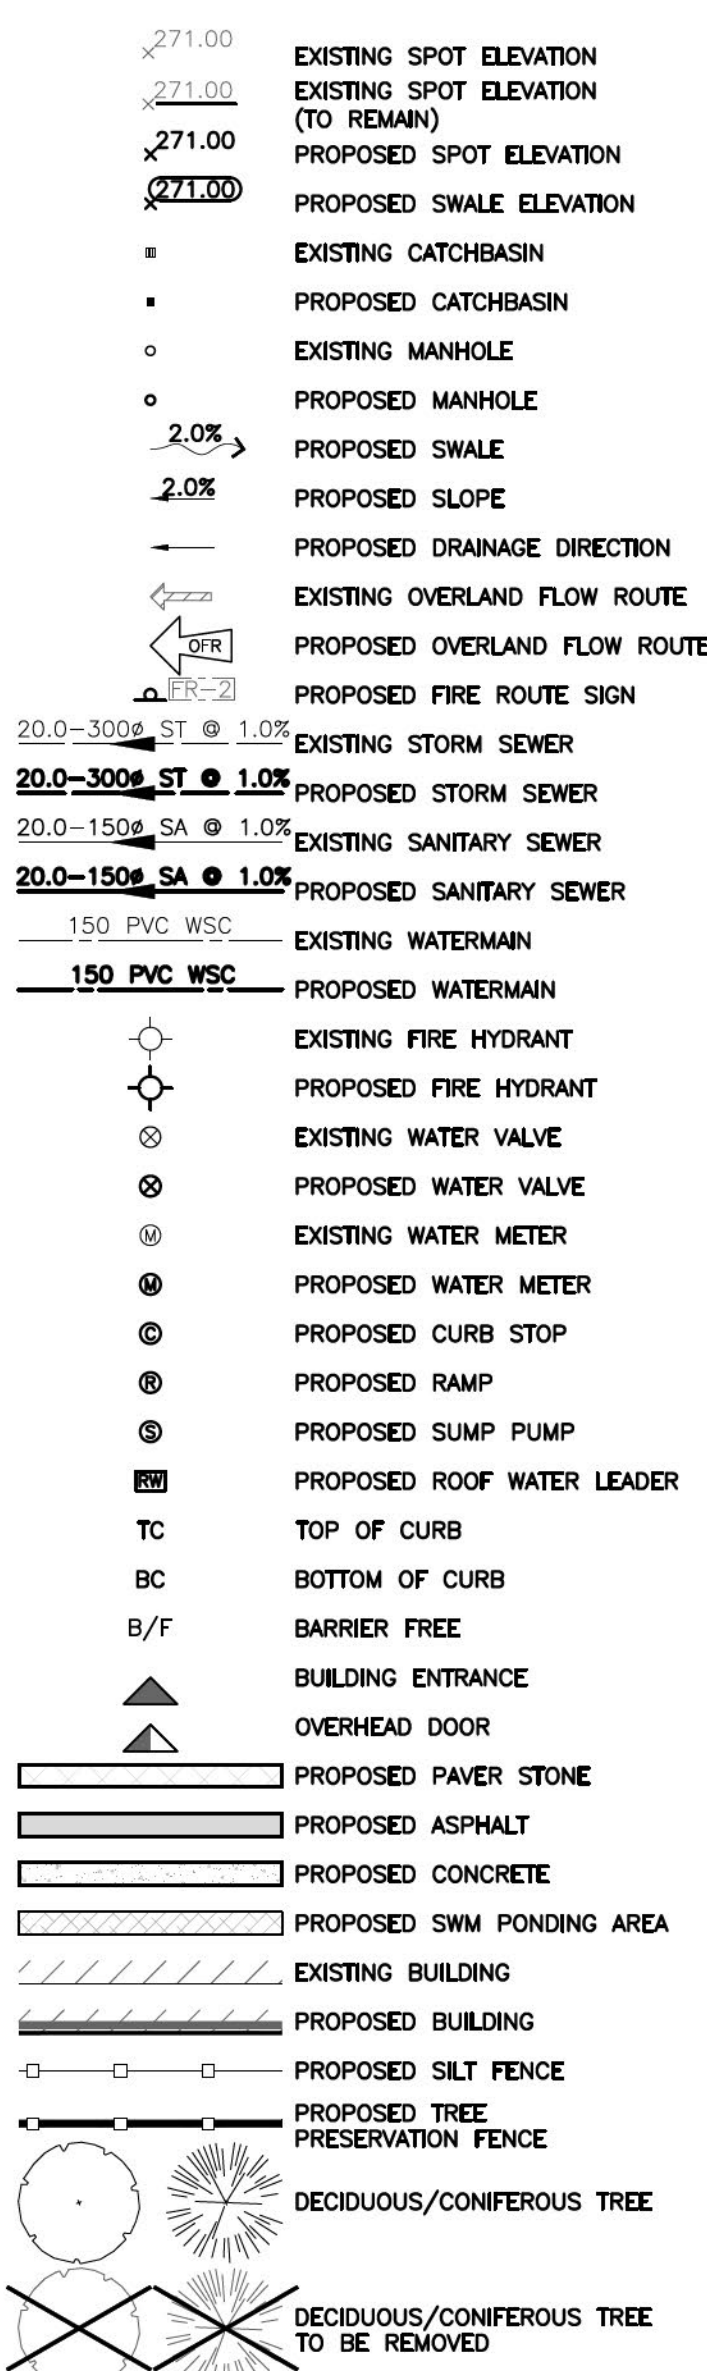 271.00 EXISTING SPOT ELEVATION
271.00 EXISTING SPOT ELEVATION
(TO REMAIN)
271.00 PROPOSED SPOT ELEVATION
271.00 PROPOSED SWALE ELEVATION
EXISTING CATCHBASIN
PROPOSED CATCHBASIN
EXISTING MANHOLE
PROPOSED MANHOLE
2.0% PROPOSED SWALE
2.0% PROPOSED SLOPE
PROPOSED DRAINAGE DIRECTION
EXISTING OVERLAND FLOW ROUTE
OFR PROPOSED OVERLAND FLOW ROUTE
FR-2 PROPOSED FIRE ROUTE SIGN
20.0-300ø ST @ 1.0% EXISTING STORM SEWER
20.0-300ø ST @ 1.0% PROPOSED STORM SEWER
20.0-150ø SA @ 1.0% EXISTING SANITARY SEWER
20.0-150ø SA @ 1.0% PROPOSED SANITARY SEWER
150 PVC WSC EXISTING WATERMAIN
150 PVC WSC PROPOSED WATERMAIN
EXISTING FIRE HYDRANT
PROPOSED FIRE HYDRANT
EXISTING WATER VALVE
PROPOSED WATER VALVE
M EXISTING WATER METER
M PROPOSED WATER METER
C PROPOSED CURB STOP
R PROPOSED RAMP
S PROPOSED SUMP PUMP
RW PROPOSED ROOF WATER LEADER
TC TOP OF CURB
BC BOTTOM OF CURB
B/F BARRIER FREE
BUILDING ENTRANCE
OVERHEAD DOOR
PROPOSED PAVER STONE
PROPOSED ASPHALT
PROPOSED CONCRETE
PROPOSED SWM PONDING AREA
EXISTING BUILDING
PROPOSED BUILDING
PROPOSED SILT FENCE
PROPOSED TREE
PRESERVATION FENCE
DECIDUOUS/CONIFEROUS TREE
DECIDUOUS/CONIFEROUS TREE
TO BE REMOVED